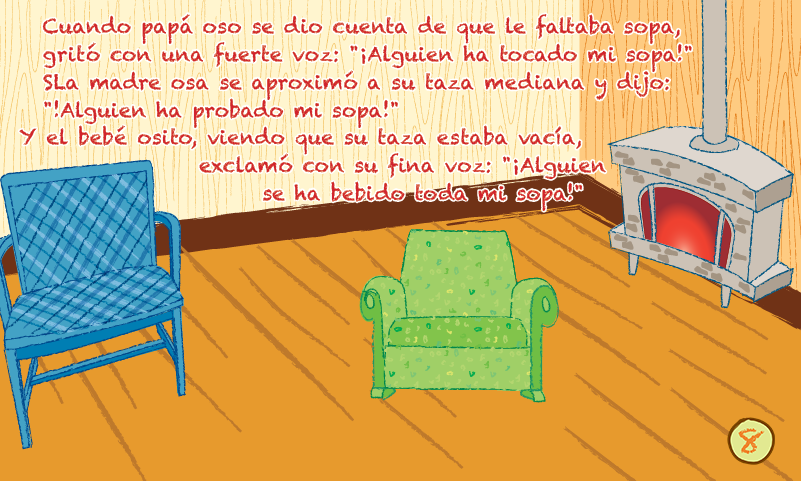 Cuando papá oso se dio cuenta de que le faltaba sopa,
gritó con una fuerte voz: "¡Alguien ha tocado mi sopa!"
SLa madre osa se aproximó a su taza mediana y dijo:
"!Alguien ha probado mi sopa!"
Y el bebé osito, viendo que su taza estaba vacía,
exclamó con su fina voz: "¡Alguien
se ha bebido toda mi sopa!"
8